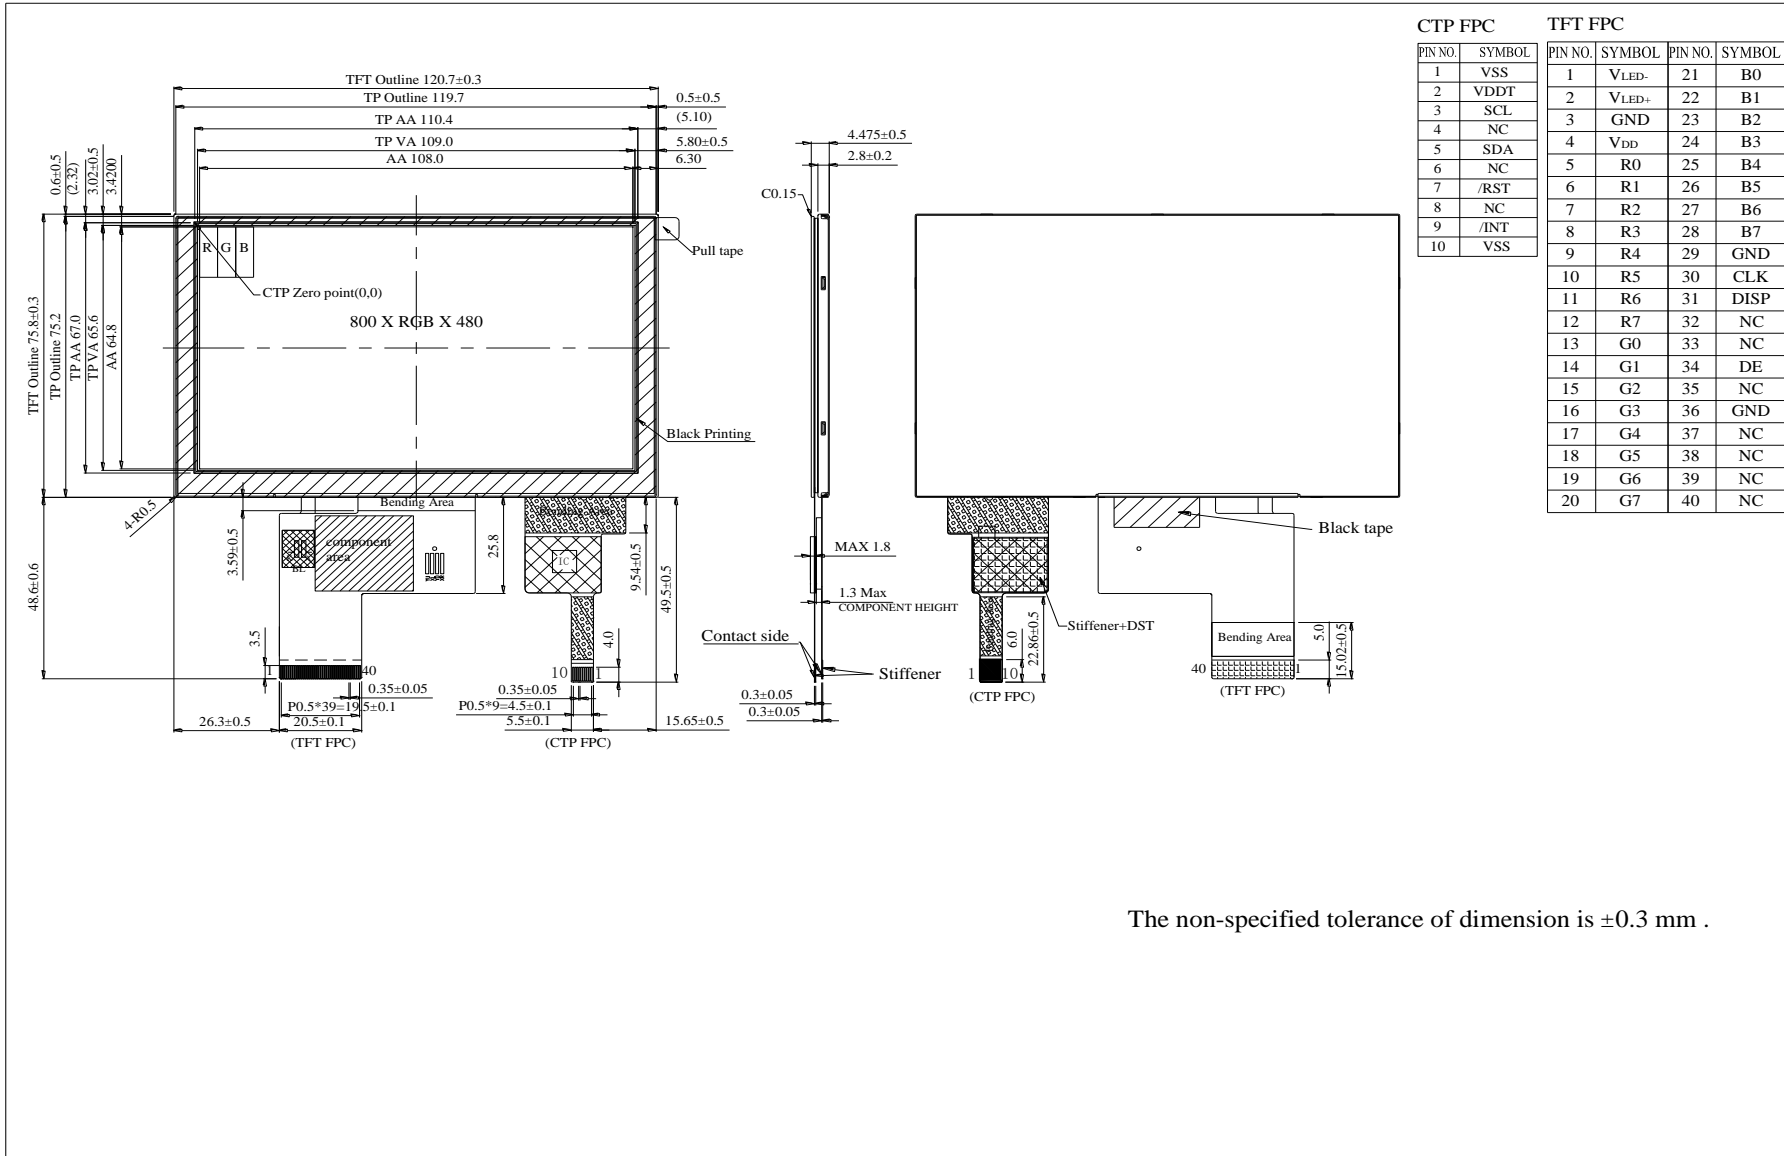 TFT Outline 120.7±0.3
TP Outline 119.7
0.5±0.5
TP AA 110.4
(5.10)
TP VA 109.0
5.80±0.5
AA 108.0
6.30
0.6±0.5
(2.32)
3.02±0.5
3.4200
R G B
Pull tape
CTP Zero point(0,0)
800 X RGB X 480
TFT Outline 75.8±0.3
TP Outline 75.2
TP AA 67.0
TP VA 65.6
AA 64.8
Black Printing
4-R0.5
Bending Area
component
area
BL
IC
3.59±0.5
25.8
9.54±0.5
49.5±0.5
48.6±0.6
3.5
4.0
1
40
10
1
0.35±0.05
0.35±0.05
P0.5*39=19.5±0.1
P0.5*9=4.5±0.1
26.3±0.5
20.5±0.1
5.5±0.1
15.65±0.5
(TFT FPC)
(CTP FPC)
4.475±0.5
2.8±0.2
C0.15
MAX 1.8
1.3 Max
COMPONENT HEIGHT
Contact side
Stiffener
0.3±0.05
0.3±0.05
Black tape
Stiffener+DST
6.0
22.86±0.5
1
10
(CTP FPC)
Bending Area
5.0
15.02±0.5
40
1
(TFT FPC)
CTP FPC
PIN NO. SYMBOL
1 VSS
2 VDDT
3 SCL
4 NC
5 SDA
6 NC
7 /RST
8 NC
9 /INT
10 VSS
TFT FPC
PIN NO. SYMBOL PIN NO. SYMBOL
1 VLED- 21 B0
2 VLED+ 22 B1
3 GND 23 B2
4 VDD 24 B3
5 R0 25 B4
6 R1 26 B5
7 R2 27 B6
8 R3 28 B7
9 R4 29 GND
10 R5 30 CLK
11 R6 31 DISP
12 R7 32 NC
13 G0 33 NC
14 G1 34 DE
15 G2 35 NC
16 G3 36 GND
17 G4 37 NC
18 G5 38 NC
19 G6 39 NC
20 G7 40 NC
The non-specified tolerance of dimension is ±0.3 mm .